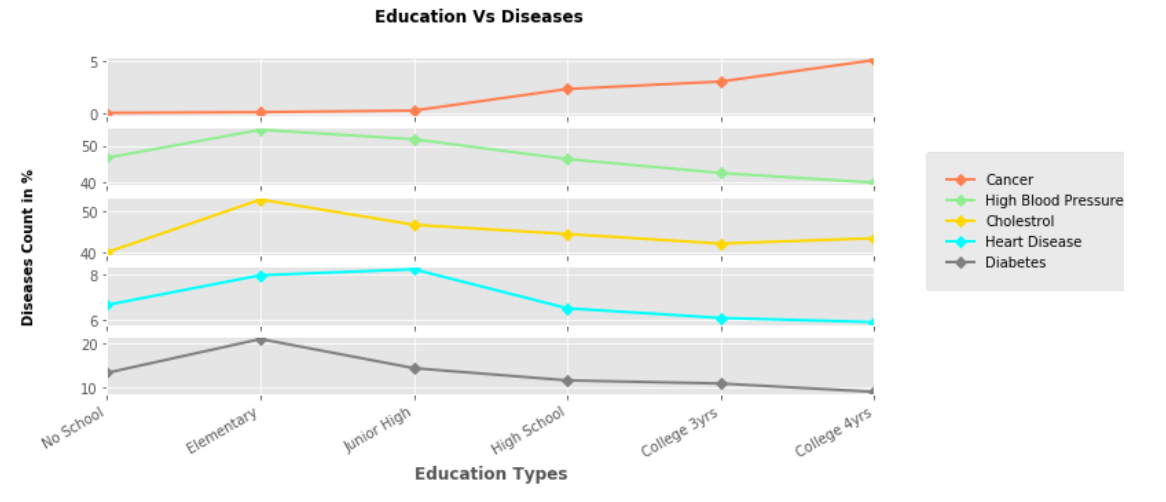 Education Vs Diseases
Diseases Count in %
5
0
50
40
50
40
8
6
20
10
No School
Elementary
Junior High
High School
College 3yrs
College 4yrs
Education Types
Cancer
High Blood Pressure
Cholestrol
Heart Disease
Diabetes